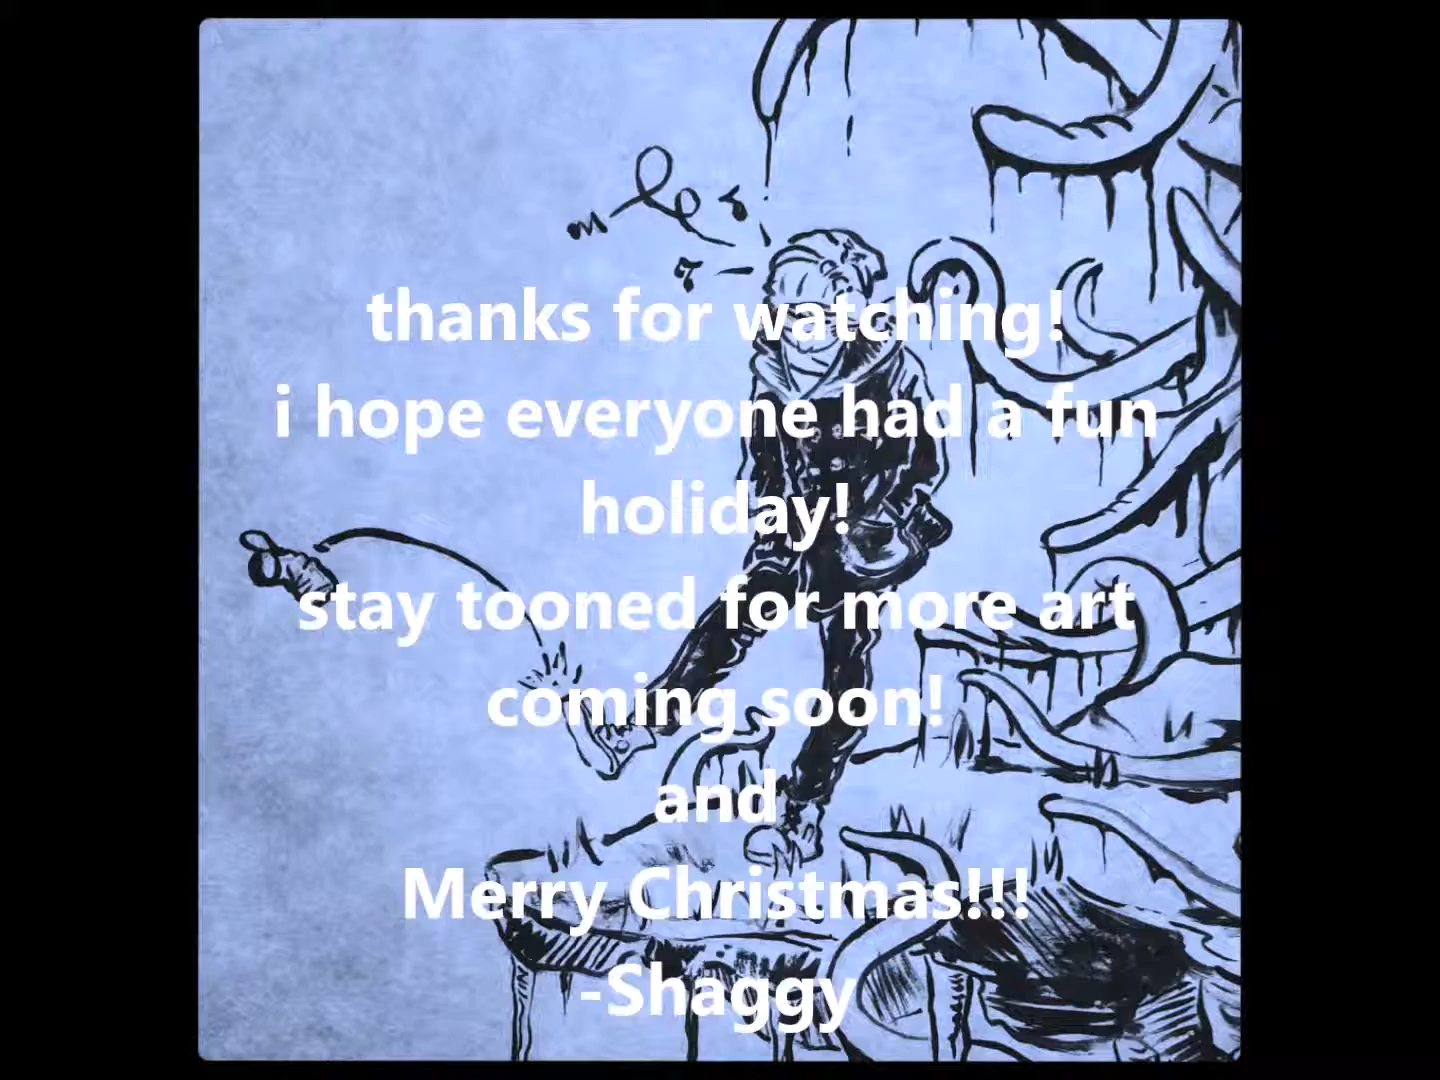 thanks for watching!
i hope everyone had a fun
holiday!
stay tooned for more art
coming soon!
and
Merry Christmas!!!
-Shaggy